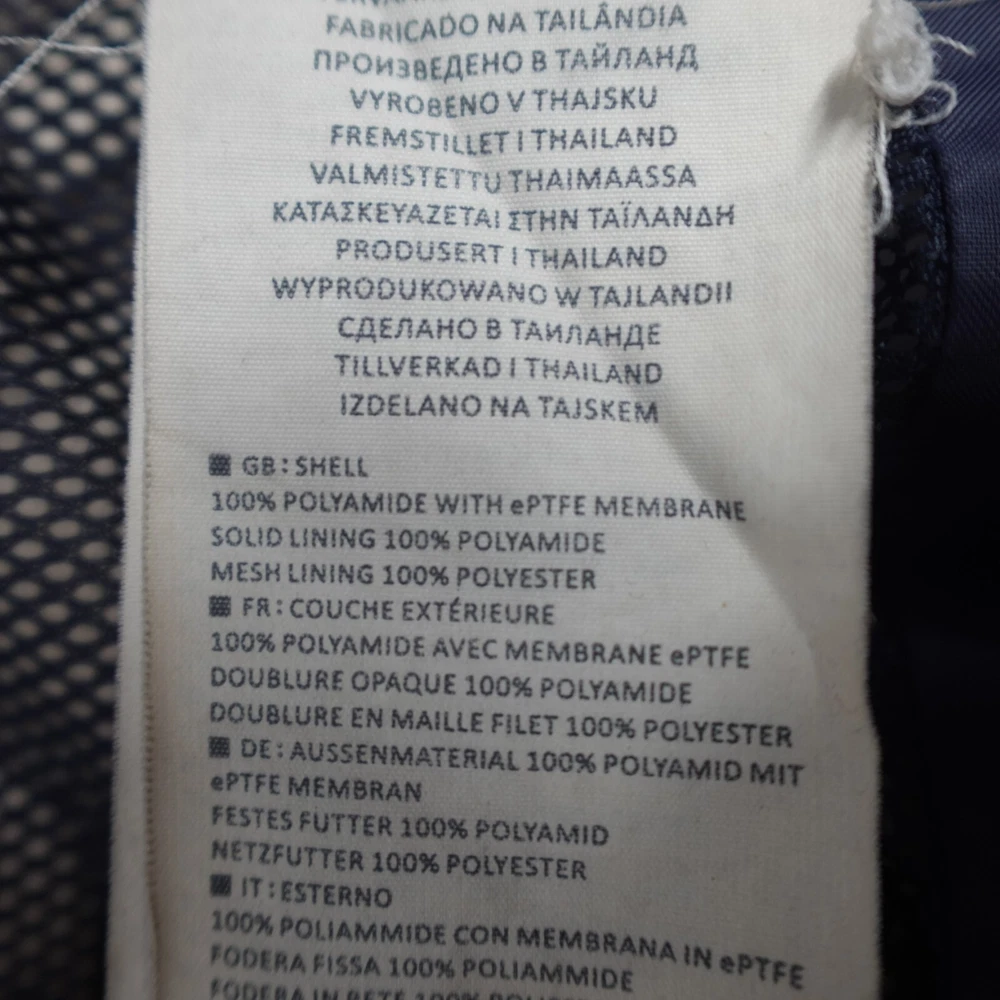 FABRICADO NA TAILÂNDIA
ПРОИЗВЕДЕНО В ТАЙЛАНД
VYROBENO V THAJSKU
FREMSTILLET I THAILAND
VALMISTETTU THAIMAASSA
ΚΑΤΑΣΚΕΥΑΖΕΤΑΙ ΣΤΗΝ ΤΑΪΛΑΝΔΗ
PRODUSERT I THAILAND
WYPRODUKOWANO W TAJLANDII
СДЕЛАНО В ТАИЛАНДЕ
TILLVERKAD I THAILAND
IZDELANO NA TAJSKEM
GB: SHELL
100% POLYAMIDE WITH ePTFE MEMBRANE
SOLID LINING 100% POLYAMIDE
MESH LINING 100% POLYESTER
FR: COUCHE EXTÉRIEURE
100% POLYAMIDE AVEC MEMBRANE ePTFE
DOUBLURE OPAQUE 100% POLYAMIDE
DOUBLURE EN MAILLE FILET 100% POLYESTER
DE: AUSSENMATERIAL 100% POLYAMID MIT
ePTFE MEMBRAN
FESTES FUTTER 100% POLYAMID
NETZFUTTER 100% POLYESTER
IT: ESTERNO
100% POLIAMMIDE CON MEMBRANA IN ePTFE
FODERA FISSA 100% POLIAMMIDE
FODERA IN RETE 100%